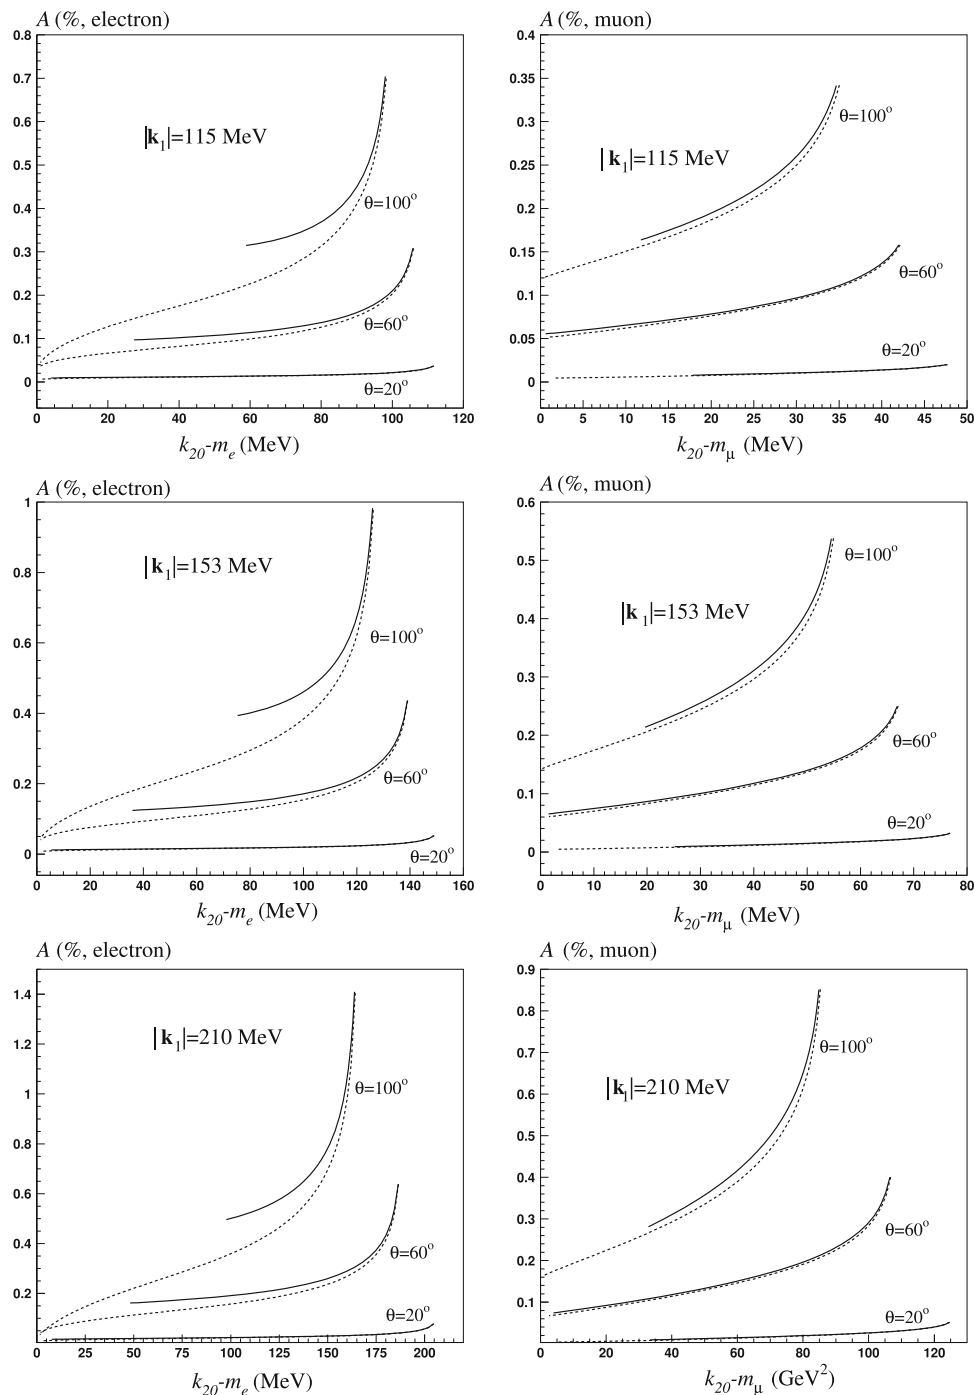 A (%, electron)
0.8
0.7
0.6
0.5
0.4
0.3
0.2
0.1
0
|k₁|=115 MeV
θ=100°
θ=60°
θ=20°
0 20 40 60 80 100 120
k₂₀-mₑ (MeV)
A (%, muon)
0.4
0.35
0.3
0.25
0.2
0.15
0.1
0.05
0
|k₁|=115 MeV
θ=100°
θ=60°
θ=20°
0 5 10 15 20 25 30 35 40 45 50
k₂₀-m_μ (MeV)
A (%, electron)
1
0.8
0.6
0.4
0.2
0
|k₁|=153 MeV
θ=100°
θ=60°
θ=20°
0 20 40 60 80 100 120 140 160
k₂₀-mₑ (MeV)
A (%, muon)
0.6
0.5
0.4
0.3
0.2
0.1
0
|k₁|=153 MeV
θ=100°
θ=60°
θ=20°
0 10 20 30 40 50 60 70 80
k₂₀-m_μ (MeV)
A (%, electron)
1.4
1.2
1
0.8
0.6
0.4
0.2
|k₁|=210 MeV
θ=100°
θ=60°
θ=20°
0 25 50 75 100 125 150 175 200
k₂₀-mₑ (MeV)
A (%, muon)
0.9
0.8
0.7
0.6
0.5
0.4
0.3
0.2
0.1
|k₁|=210 MeV
θ=100°
θ=60°
θ=20°
0 20 40 60 80 100 120
k₂₀-m_μ (GeV²)